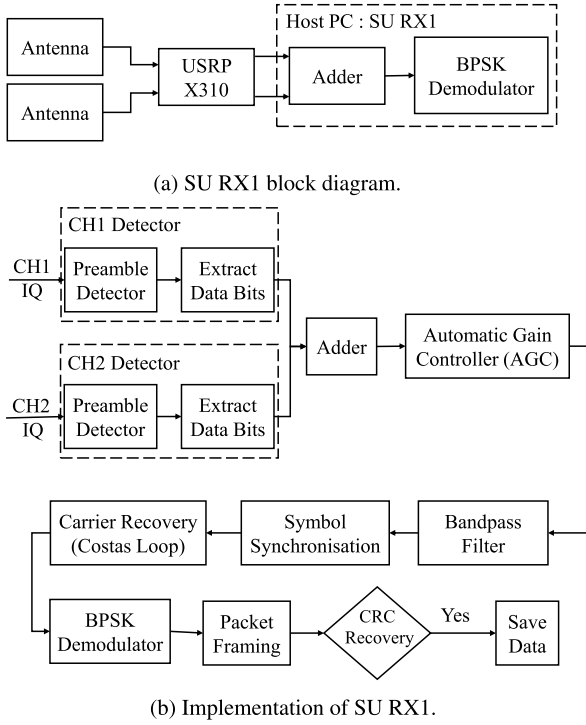 Host PC : SU RX1
Antenna
Antenna
USRP
X310
Adder
BPSK
Demodulator
(a) SU RX1 block diagram.
CH1 Detector
CH1
IQ
Preamble
Detector
Extract
Data Bits
CH2 Detector
CH2
IQ
Preamble
Detector
Extract
Data Bits
Adder
Automatic Gain
Controller (AGC)
Carrier Recovery
(Costas Loop)
Symbol
Synchronisation
Bandpass
Filter
BPSK
Demodulator
Packet
Framing
CRC
Recovery
Yes
Save
Data
(b) Implementation of SU RX1.